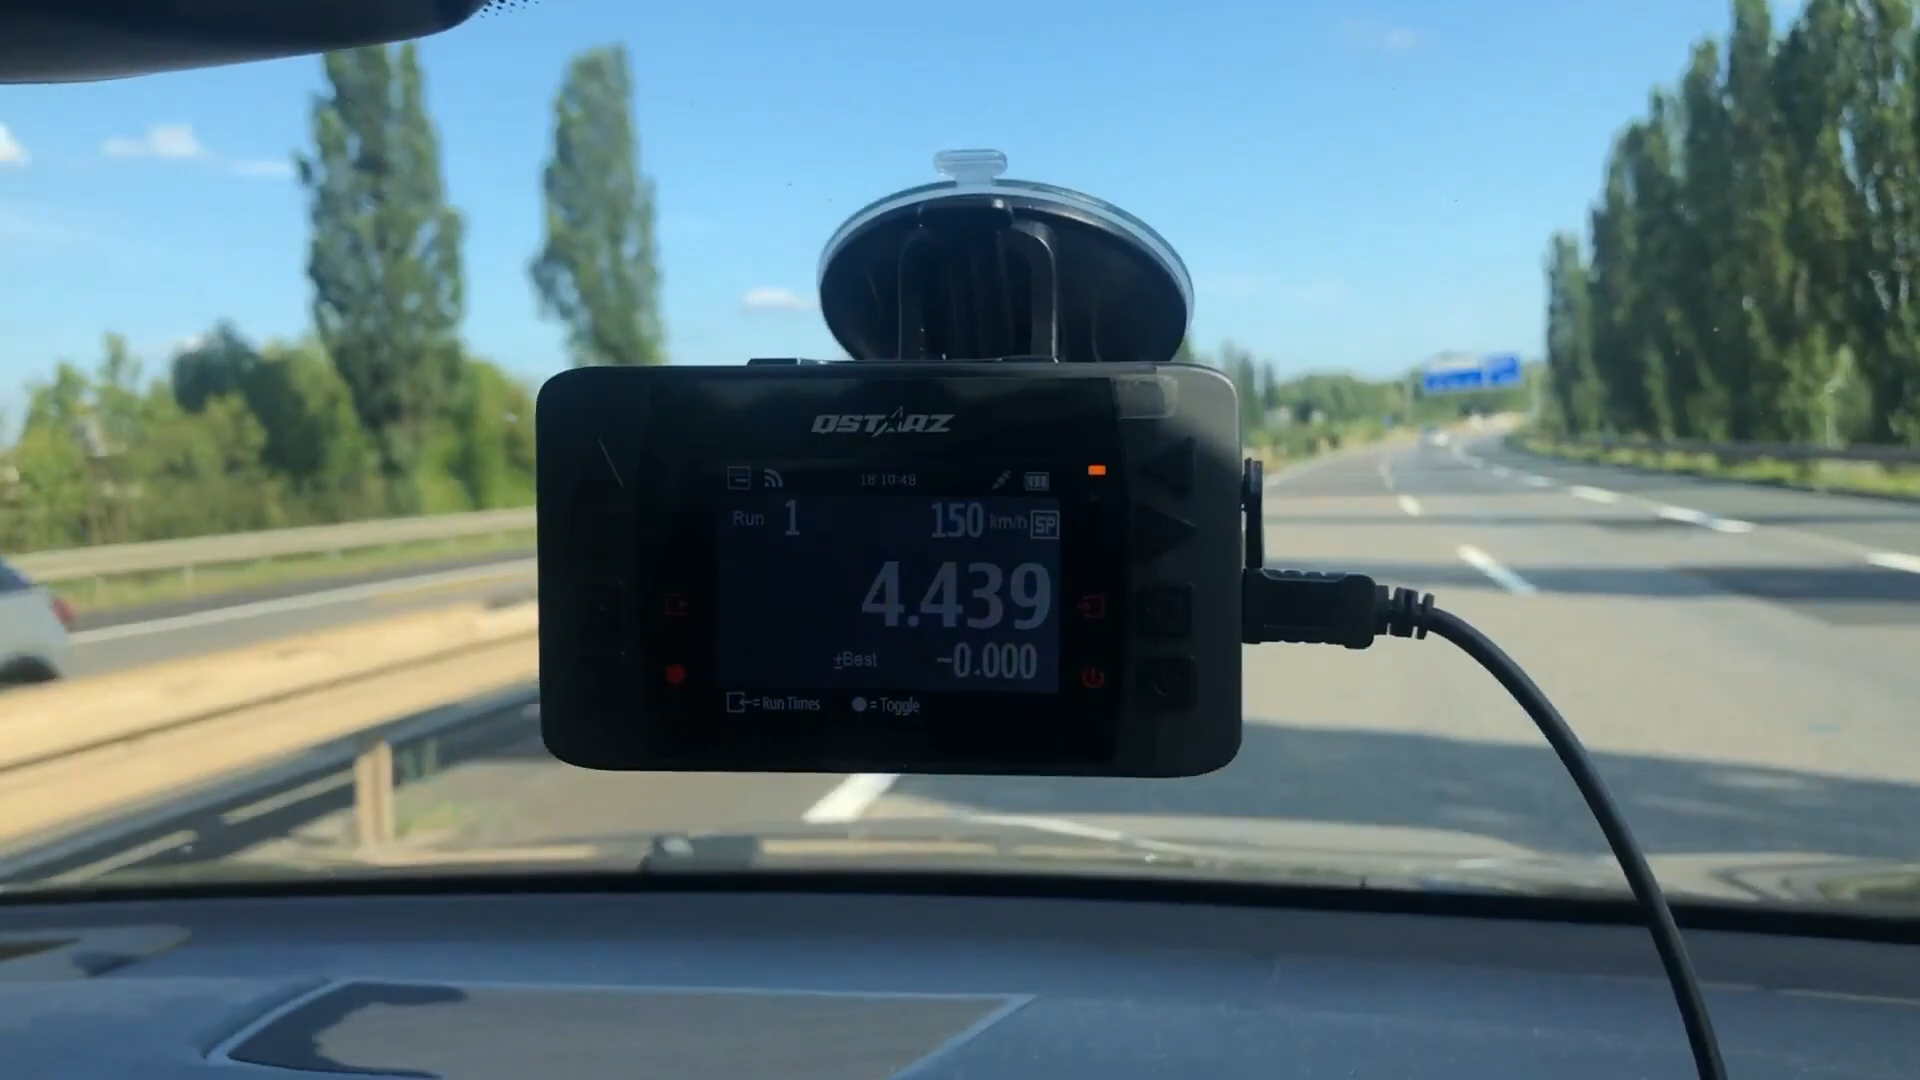 QSTARZ
18:10:48
Run 1 150 km/h SP
4.439
±Best -0.000
= Run Times = Toggle